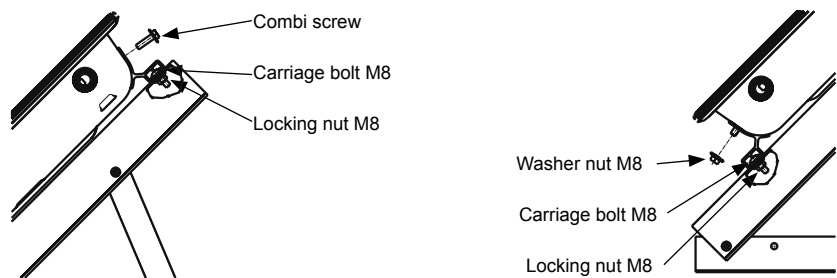 Combi screw
Carriage bolt M8
Locking nut M8
Washer nut M8
Carriage bolt M8
Locking nut M8